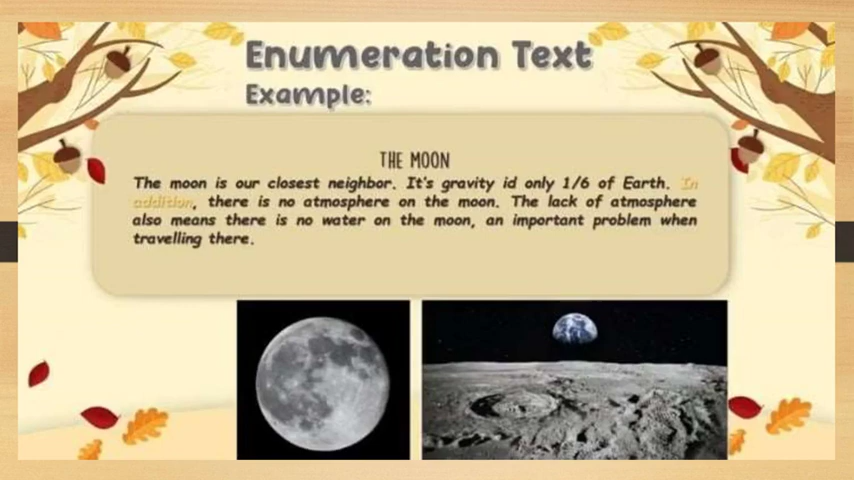 Enumeration Text
Example:
THE MOON
The moon is our closest neighbor. It's gravity id only 1/6 of Earth. In
addition, there is no atmosphere on the moon. The lack of atmosphere
also means there is no water on the moon, an important problem when
travelling there.